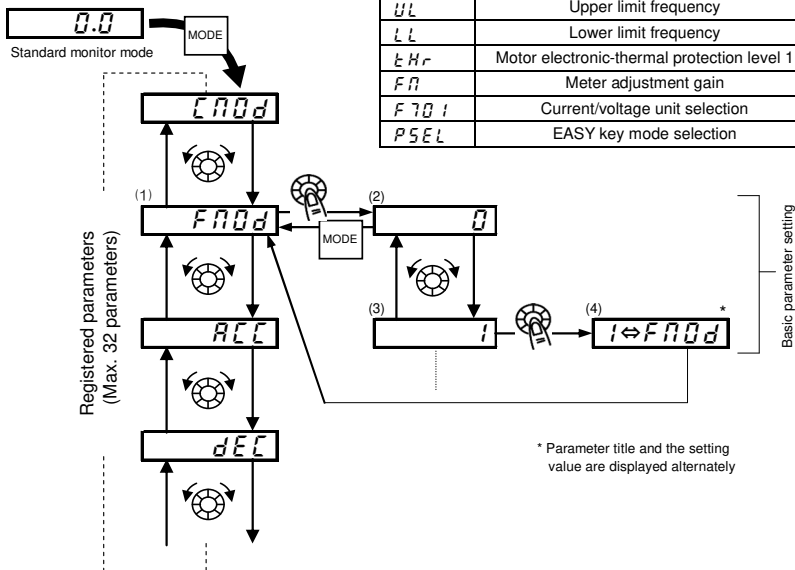 0.0
Standard monitor mode
MODE
UL Upper limit frequency
LL Lower limit frequency
tHr Motor electronic-thermal protection level 1
FM Meter adjustment gain
F701 Current/voltage unit selection
PSEL EASY key mode selection
CMOd
(1)
FMOd
MODE
(2)
0
ACC
(3)
1
(4)
1⇔FMOd
*
dEC
Registered parameters
(Max. 32 parameters)
Basic parameter setting
* Parameter title and the setting
value are displayed alternately